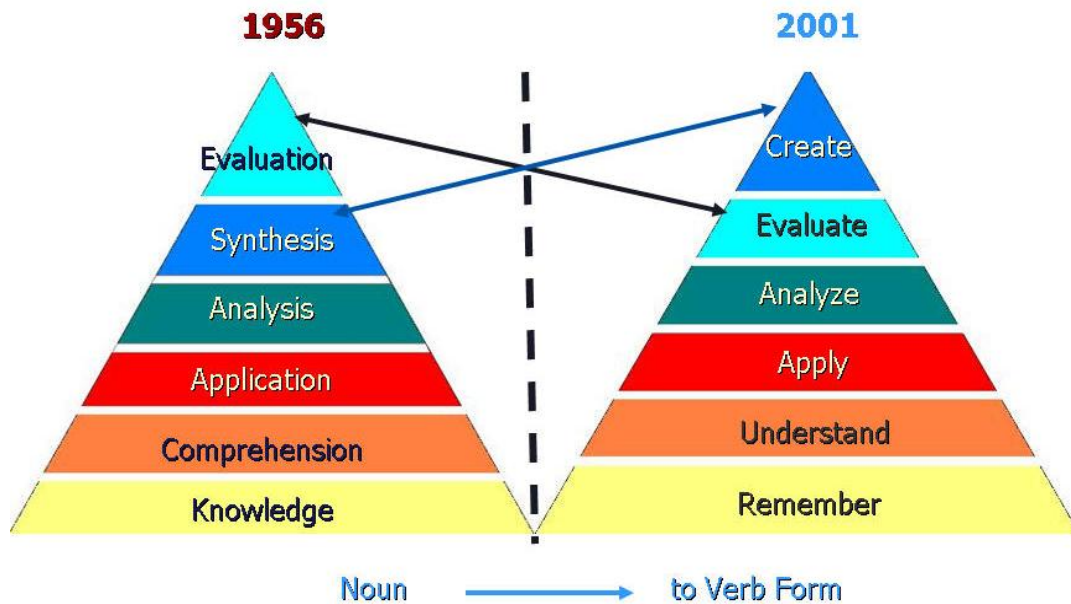 1956
Evaluation
Synthesis
Analysis
Application
Comprehension
Knowledge
2001
Create
Evaluate
Analyze
Apply
Understand
Remember
Noun to Verb Form